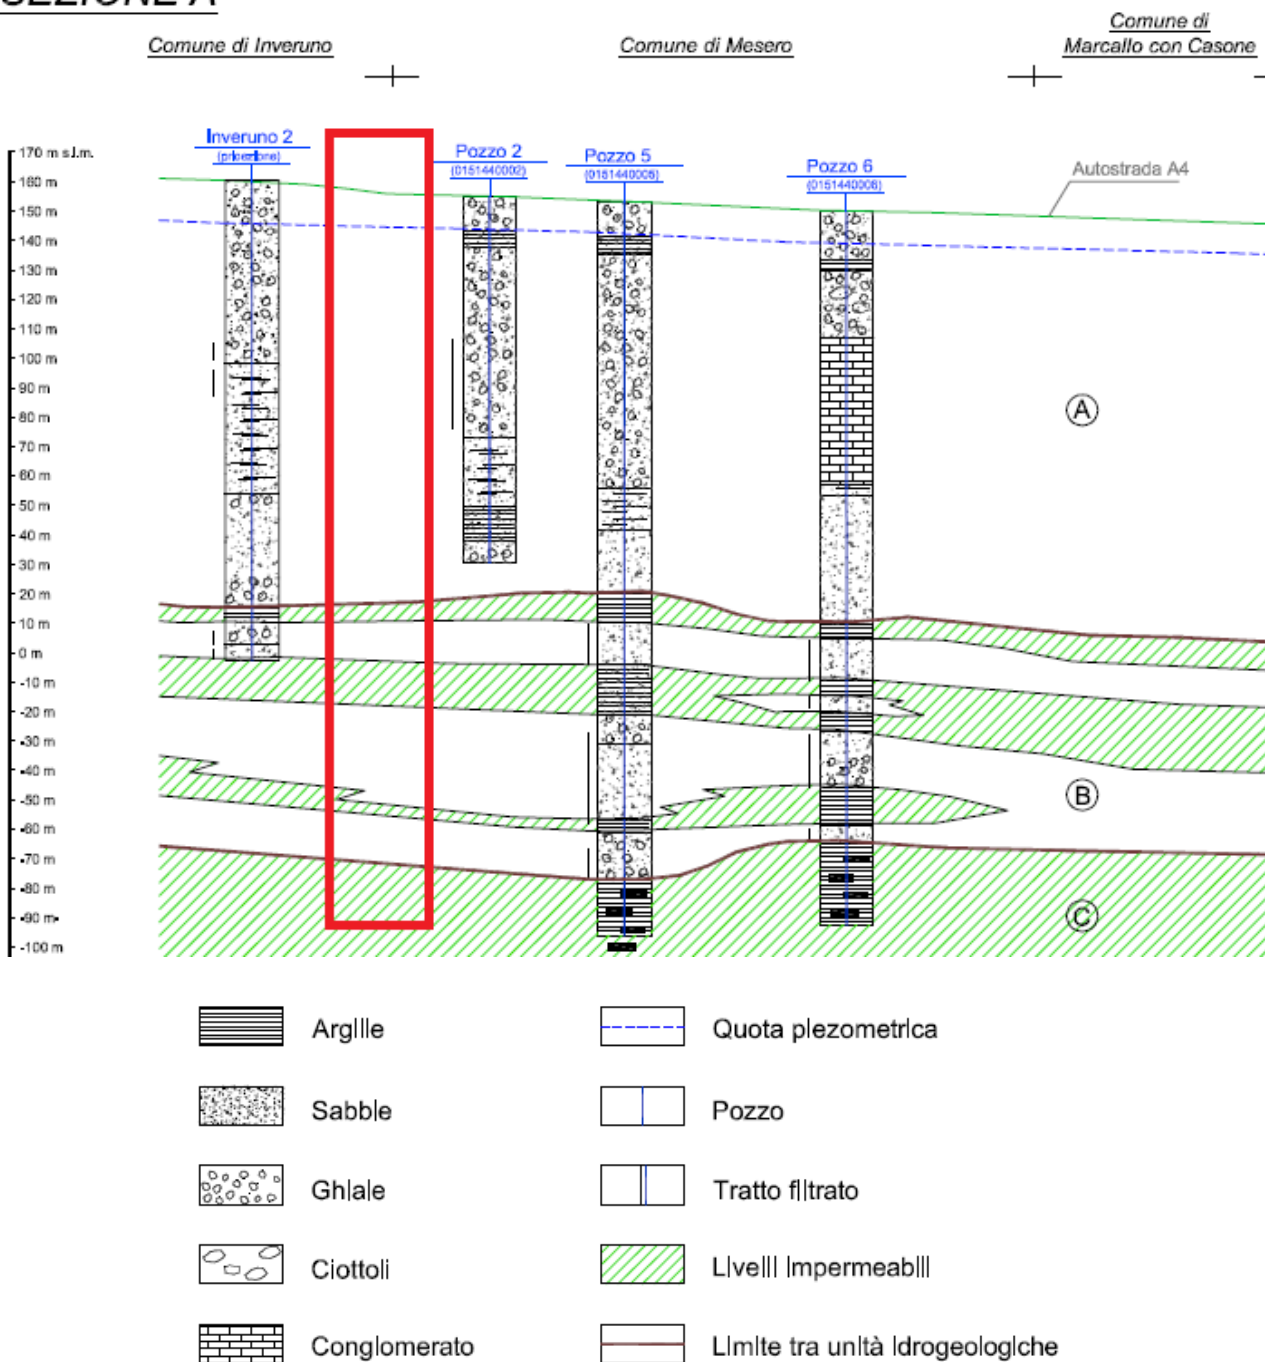 SEZIONE A
Comune di Inveruno
Comune di Mesero
Comune di
Marcallo con Casone
Inveruno 2
(proiezione)
Pozzo 2
(0151440002)
Pozzo 5
(0151440005)
Pozzo 6
(0151440006)
Autostrada A4
170 m s.l.m.
160 m
150 m
140 m
130 m
120 m
110 m
100 m
90 m
80 m
70 m
60 m
50 m
40 m
30 m
20 m
10 m
0 m
-10 m
-20 m
-30 m
-40 m
-50 m
-60 m
-70 m
-80 m
-90 m
-100 m
A
B
C
Argille
Quota piezometrica
Sabbie
Pozzo
Ghiaie
Tratto filtrato
Ciottoli
Livelli impermeabili
Conglomerato
Limite tra unità idrogeologiche